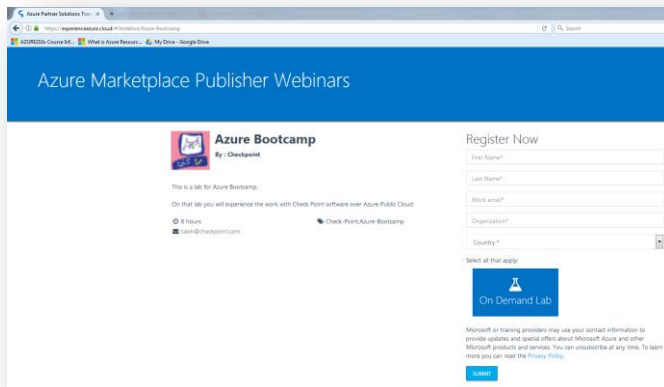 Azure Partner Solutions Trai
https://experienceazure.cloud/#/testdrive/Azure Bootcamp
Search
AZURE203x Course Inf...
What is Azure Resourc...
My Drive - Google Drive
Azure Marketplace Publisher Webinars
Azure Bootcamp
By : Checkpoint
This is a lab for Azure Bootcamp.
On that lab you will experience the work with Check Point software over Azure Public Cloud
8 hours
Check-Point,Azure-Bootcamp
taleh@checkpoint.com
Register Now
First Name*
Last Name*
Work email*
Organization*
Country *
Select all that apply:
On Demand Lab
Microsoft or training providers may use your contact information to
provide updates and special offers about Microsoft Azure and other
Microsoft products and services. You can unsubscribe at any time. To learn
more you can read the Privacy Policy.
SUBMIT